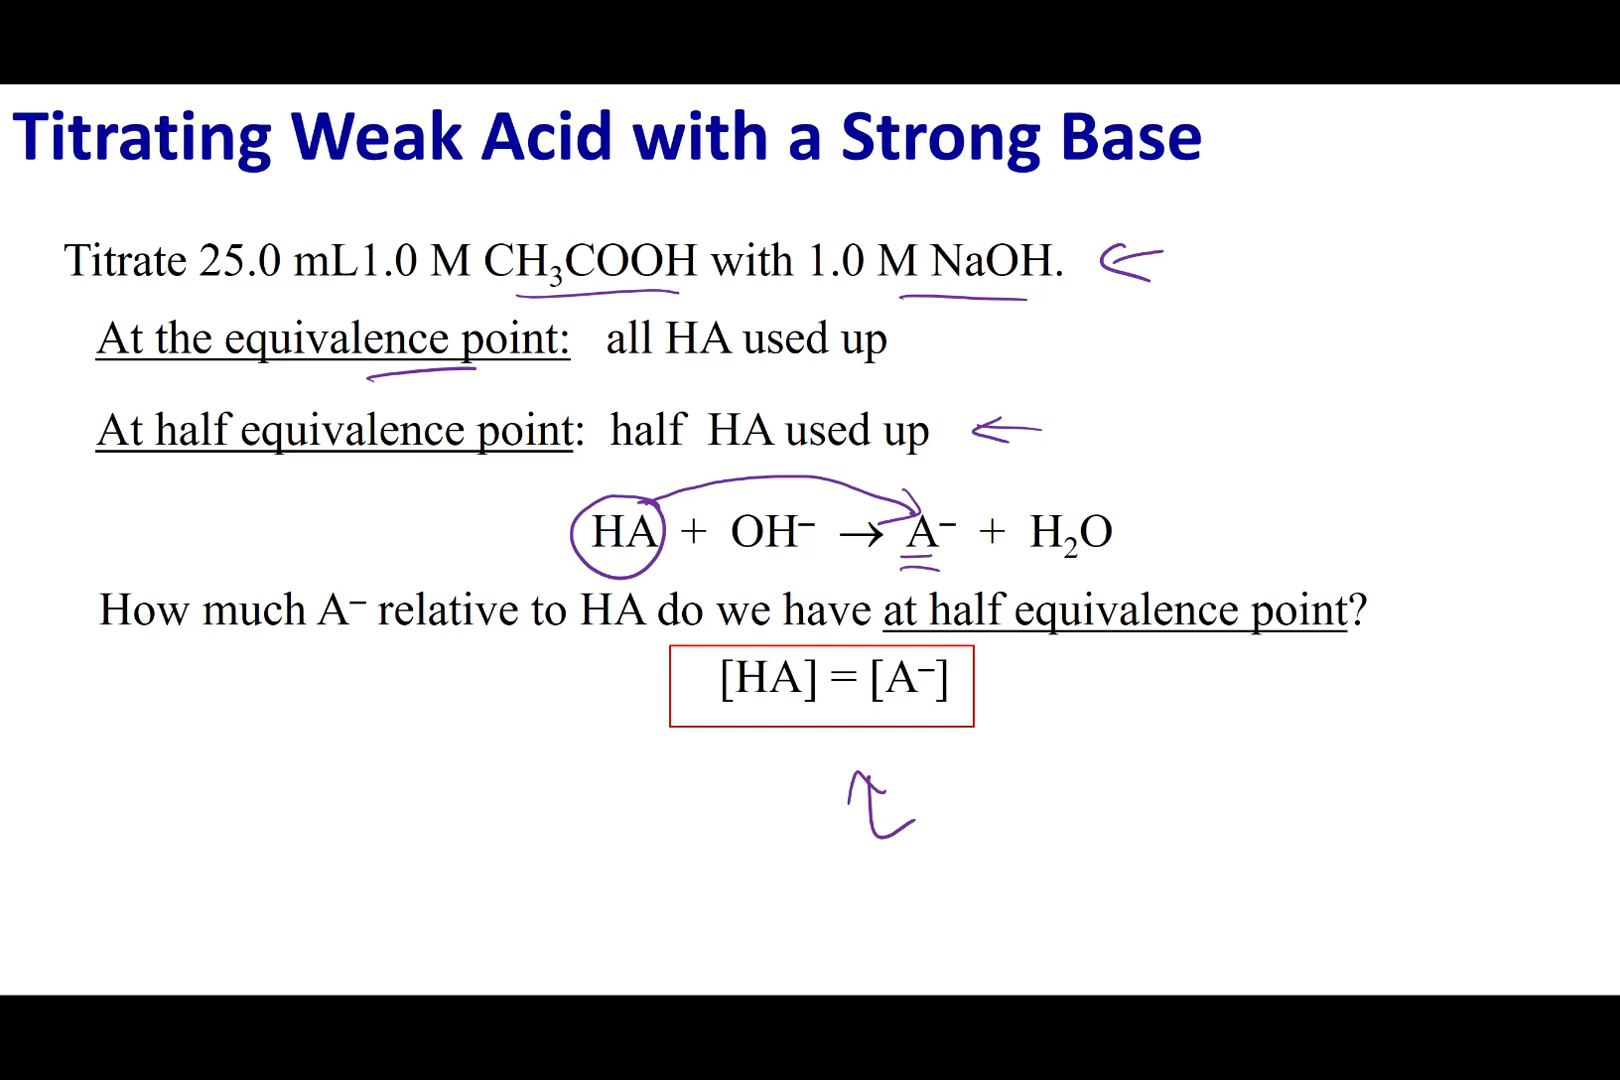 Titrating Weak Acid with a Strong Base
Titrate 25.0 mL1.0 M CH₃COOH with 1.0 M NaOH.
At the equivalence point: all HA used up
At half equivalence point: half HA used up
HA + OH⁻ → A⁻ + H₂O
How much A⁻ relative to HA do we have at half equivalence point?
[HA] = [A⁻]